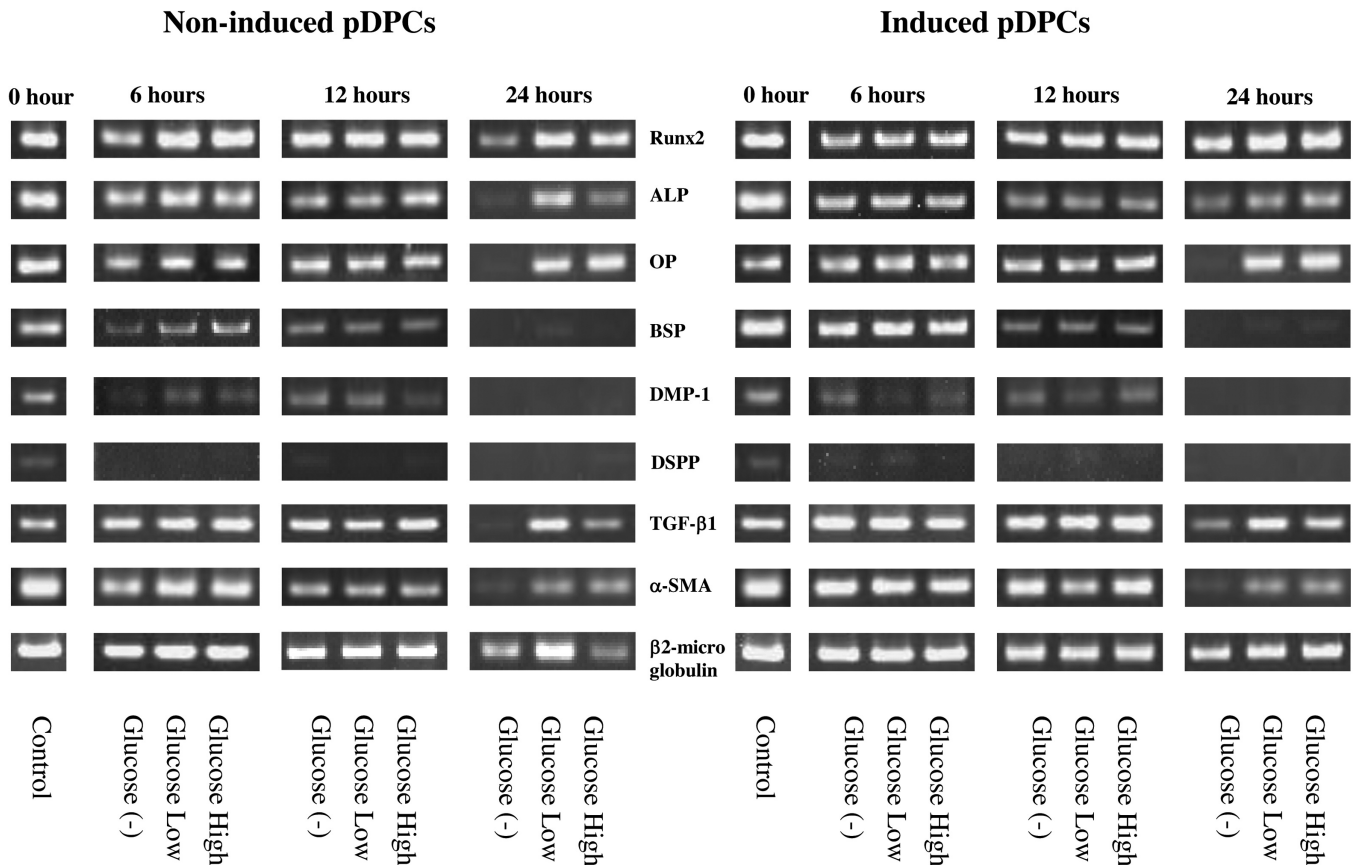 Non-induced pDPCs
Induced pDPCs
0 hour 6 hours 12 hours 24 hours
0 hour 6 hours 12 hours 24 hours
Runx2
ALP
OP
BSP
DMP-1
DSPP
TGF-β1
α-SMA
β2-micro
globulin
Control
Glucose (-)
Glucose Low
Glucose High
Glucose (-)
Glucose Low
Glucose High
Glucose (-)
Glucose Low
Glucose High
Control
Glucose (-)
Glucose Low
Glucose High
Glucose (-)
Glucose Low
Glucose High
Glucose (-)
Glucose Low
Glucose High